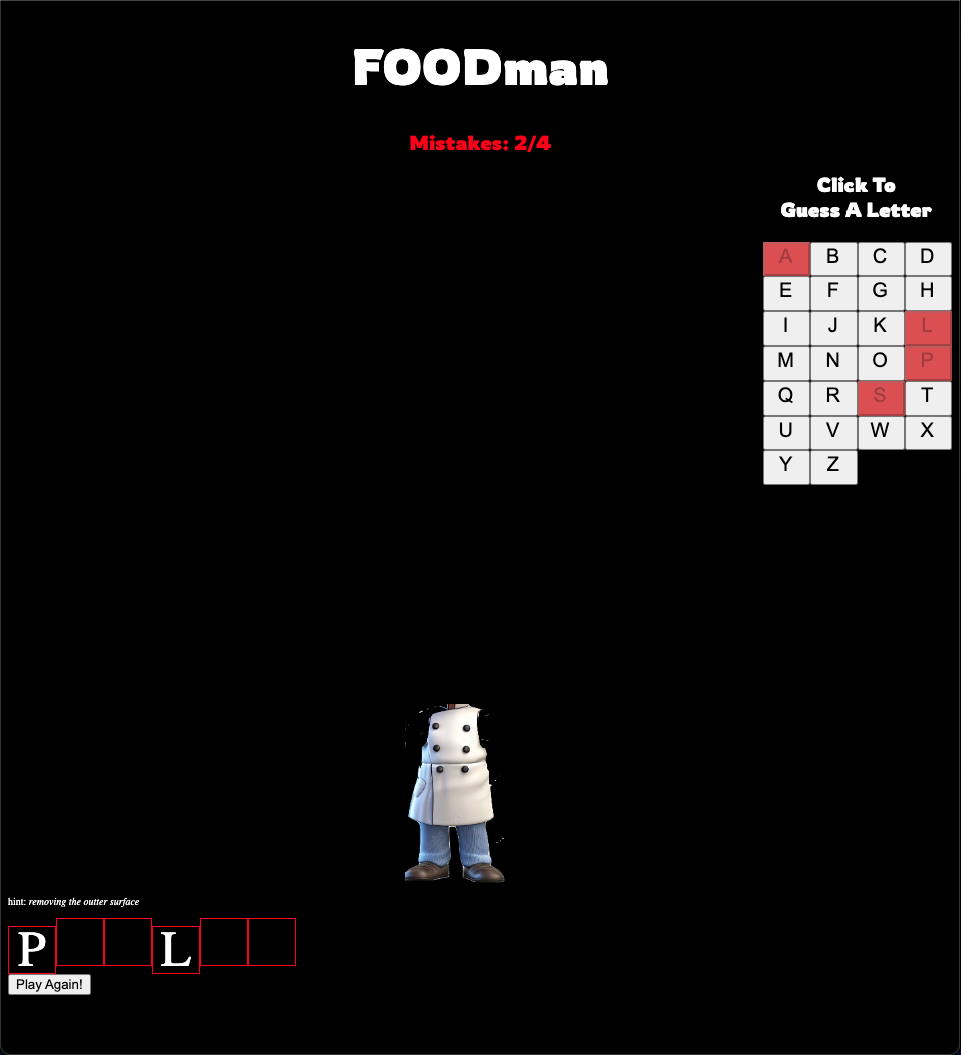 FOODman
Mistakes: 2/4
Click To
Guess A Letter
A B C D
E F G H
I J K L
M N O P
Q R S T
U V W X
Y Z
hint: removing the outter surface
P L
Play Again!